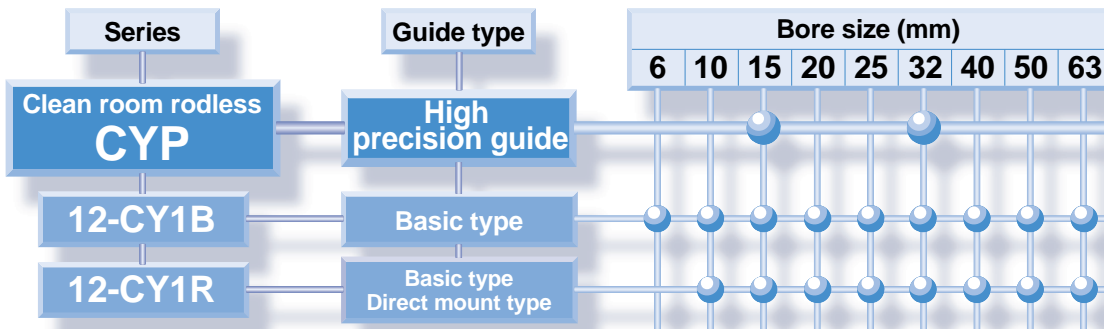 Series
Guide type
Bore size (mm)
6 10 15 20 25 32 40 50 63
Clean room rodless
CYP
High
precision guide
12-CY1B
Basic type
12-CY1R
Basic type
Direct mount type